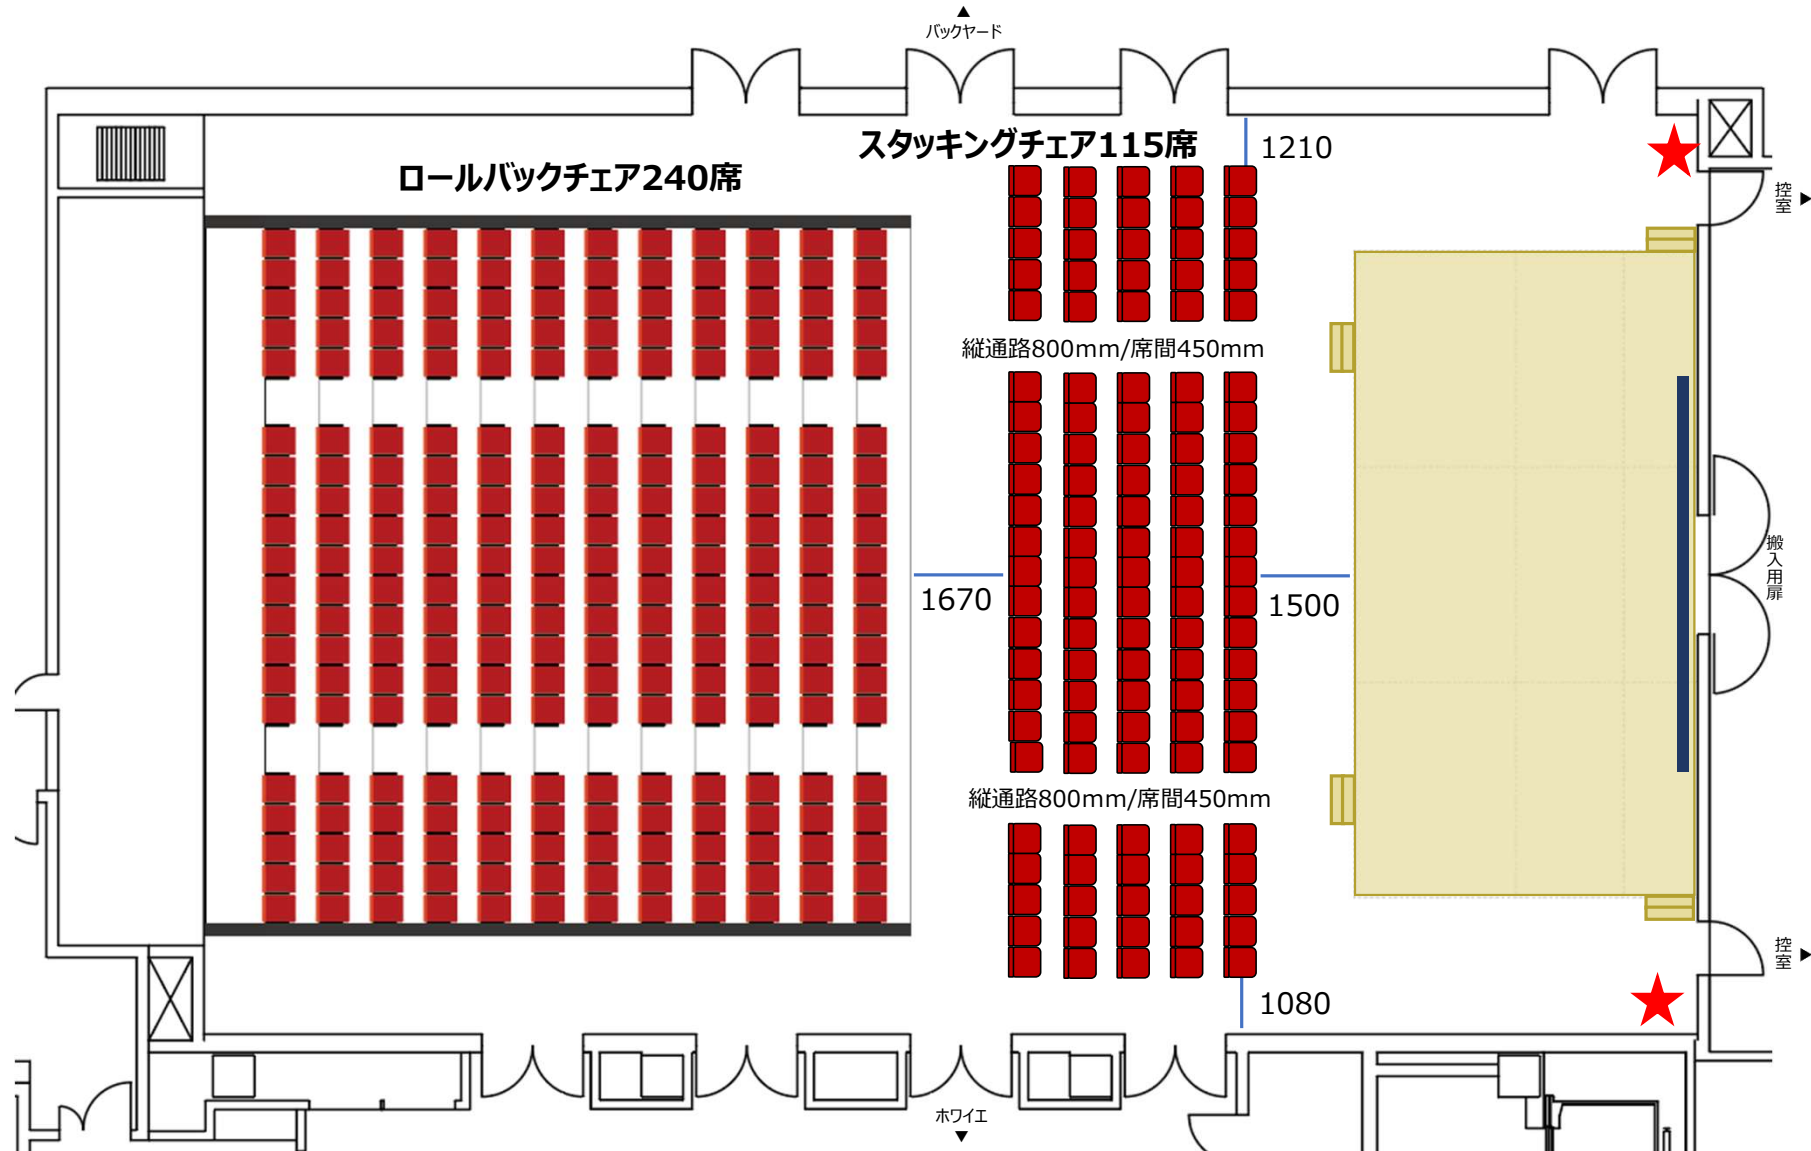 バックヤード
スタッキングチェア115席
1210
ロールバックチェア240席
控室
縦通路800mm/席間450mm
搬入用扉
1670
1500
縦通路800mm/席間450mm
控室
1080
ホワイエ